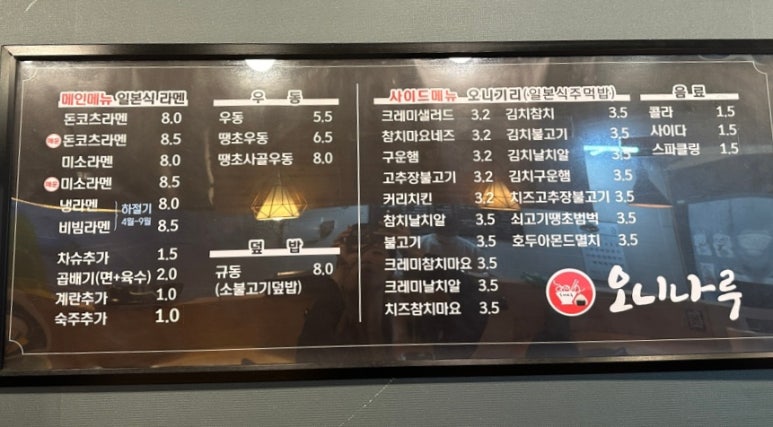 메인메뉴 일본식 라멘
돈코츠라멘 8.0
매운 돈코츠라멘 8.5
미소라멘 8.0
매운 미소라멘 8.5
냉라멘 8.0
비빔라멘 8.5
하절기
4월~9월
차슈추가 1.5
곱배기(면+육수) 2.0
계란추가 1.0
숙주추가 1.0
우동
우동 5.5
땡초우동 6.5
땡초사골우동 8.0
덮밥
규동 8.0
(소불고기덮밥)
사이드메뉴 오니기리(일본식주먹밥)
크레미샐러드 3.2
참치마요네즈 3.2
구운햄 3.2
고추장불고기 3.2
커리치킨 3.2
참치날치알 3.5
불고기 3.5
크레미참치마요 3.5
크레미날치알 3.5
치즈참치마요 3.5
김치참치 3.5
김치불고기 3.5
김치날치알 3.5
김치구운햄 3.5
치즈고추장불고기 3.5
쇠고기땡초범벅 3.5
호두아몬드멸치 3.5
음료
콜라 1.5
사이다 1.5
스파클링 1.5
오니나루